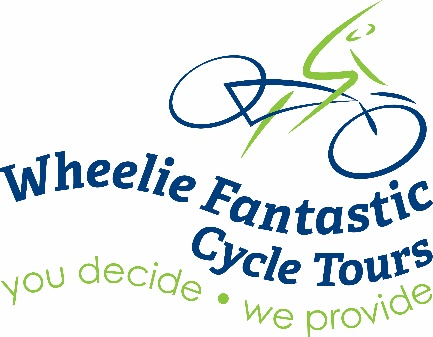 Wheelie Fantastic
Cycle Tours
you decide • we provide